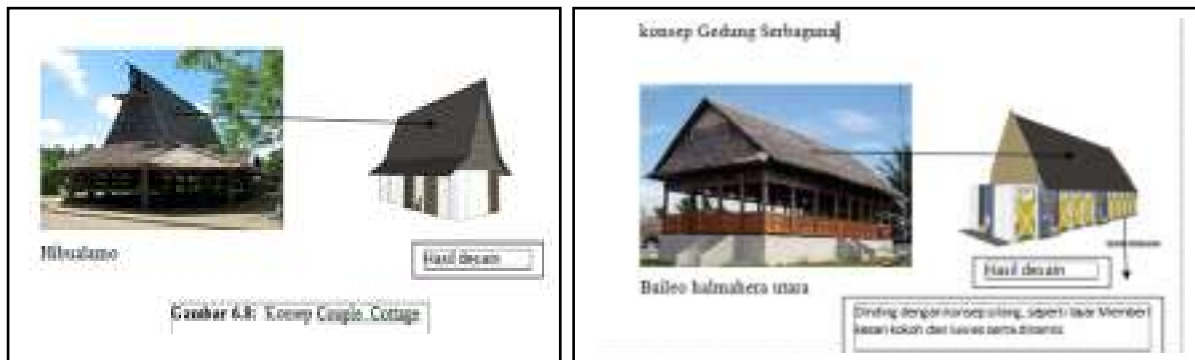 Hibualamo
Hasil desain
Gambar 6.8: Konsep Couple Cottage
konsep Gedung Serbaguna
Baileo halmahera utara
Hasil desain
Dinding dengan konsep silang, seperti layar Memberi
kesan kokoh dan luwes serta dinamis